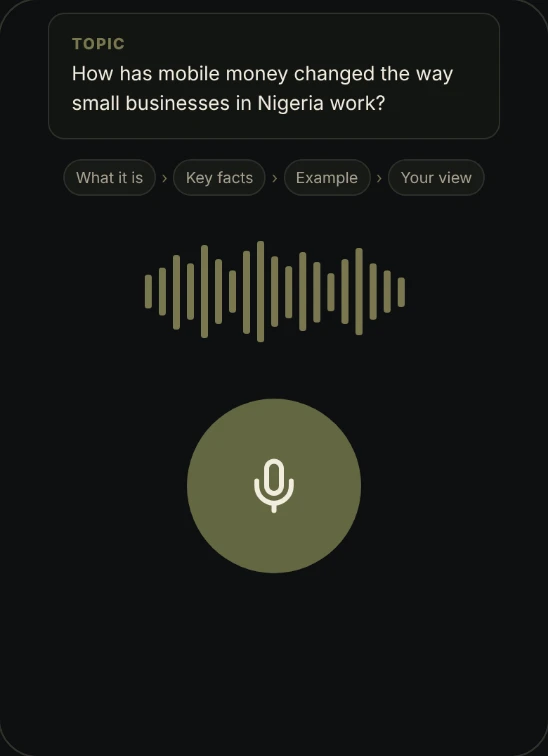 TOPIC
How has mobile money changed the way
small businesses in Nigeria work?
What it is › Key facts › Example › Your view